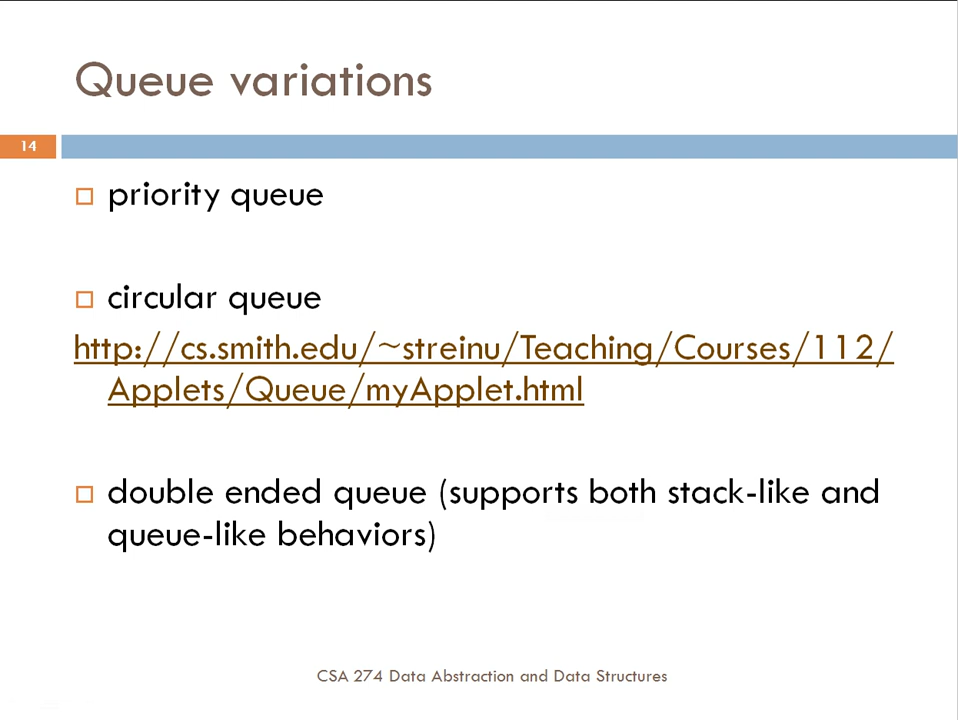 Queue variations
14
priority queue
circular queue
http://cs.smith.edu/~streinu/Teaching/Courses/112/
Applets/Queue/myApplet.html
double ended queue (supports both stack-like and
queue-like behaviors)
CSA 274 Data Abstraction and Data Structures